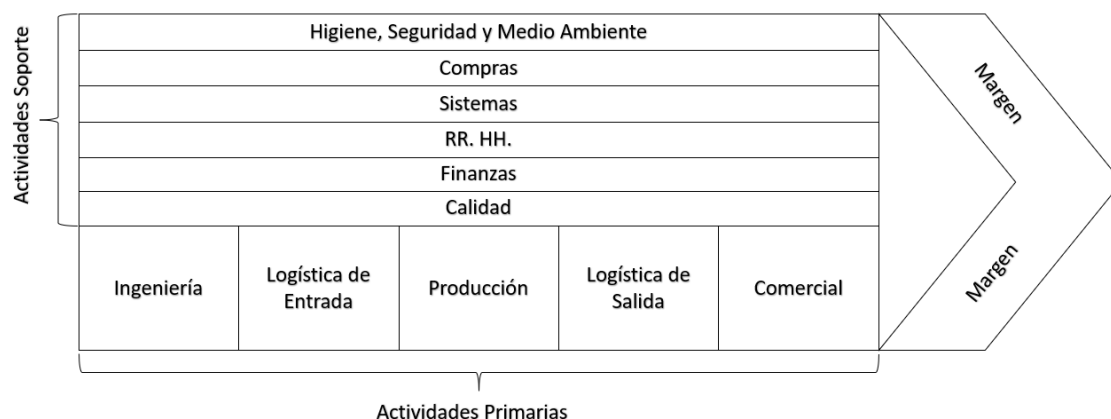 Actividades Soporte
Higiene, Seguridad y Medio Ambiente
Compras
Sistemas
RR. HH.
Finanzas
Calidad
Ingeniería
Logística de
Entrada
Producción
Logística de
Salida
Comercial
Margen
Margen
Actividades Primarias